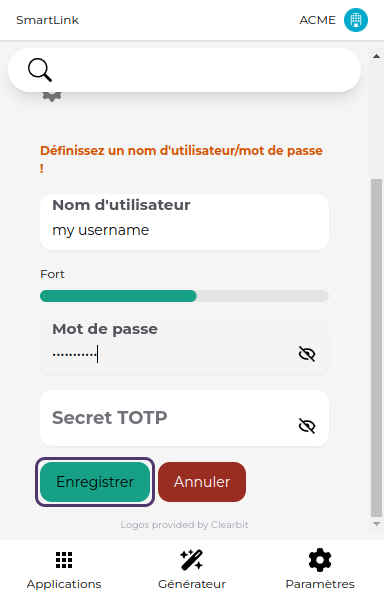 SmartLink
ACME
Définissez un nom d'utilisateur/mot de passe
!
Nom d'utilisateur
my username
Fort
Mot de passe
···········
Secret TOTP
Enregistrer
Annuler
Logos provided by Clearbit
Applications
Générateur
Paramètres